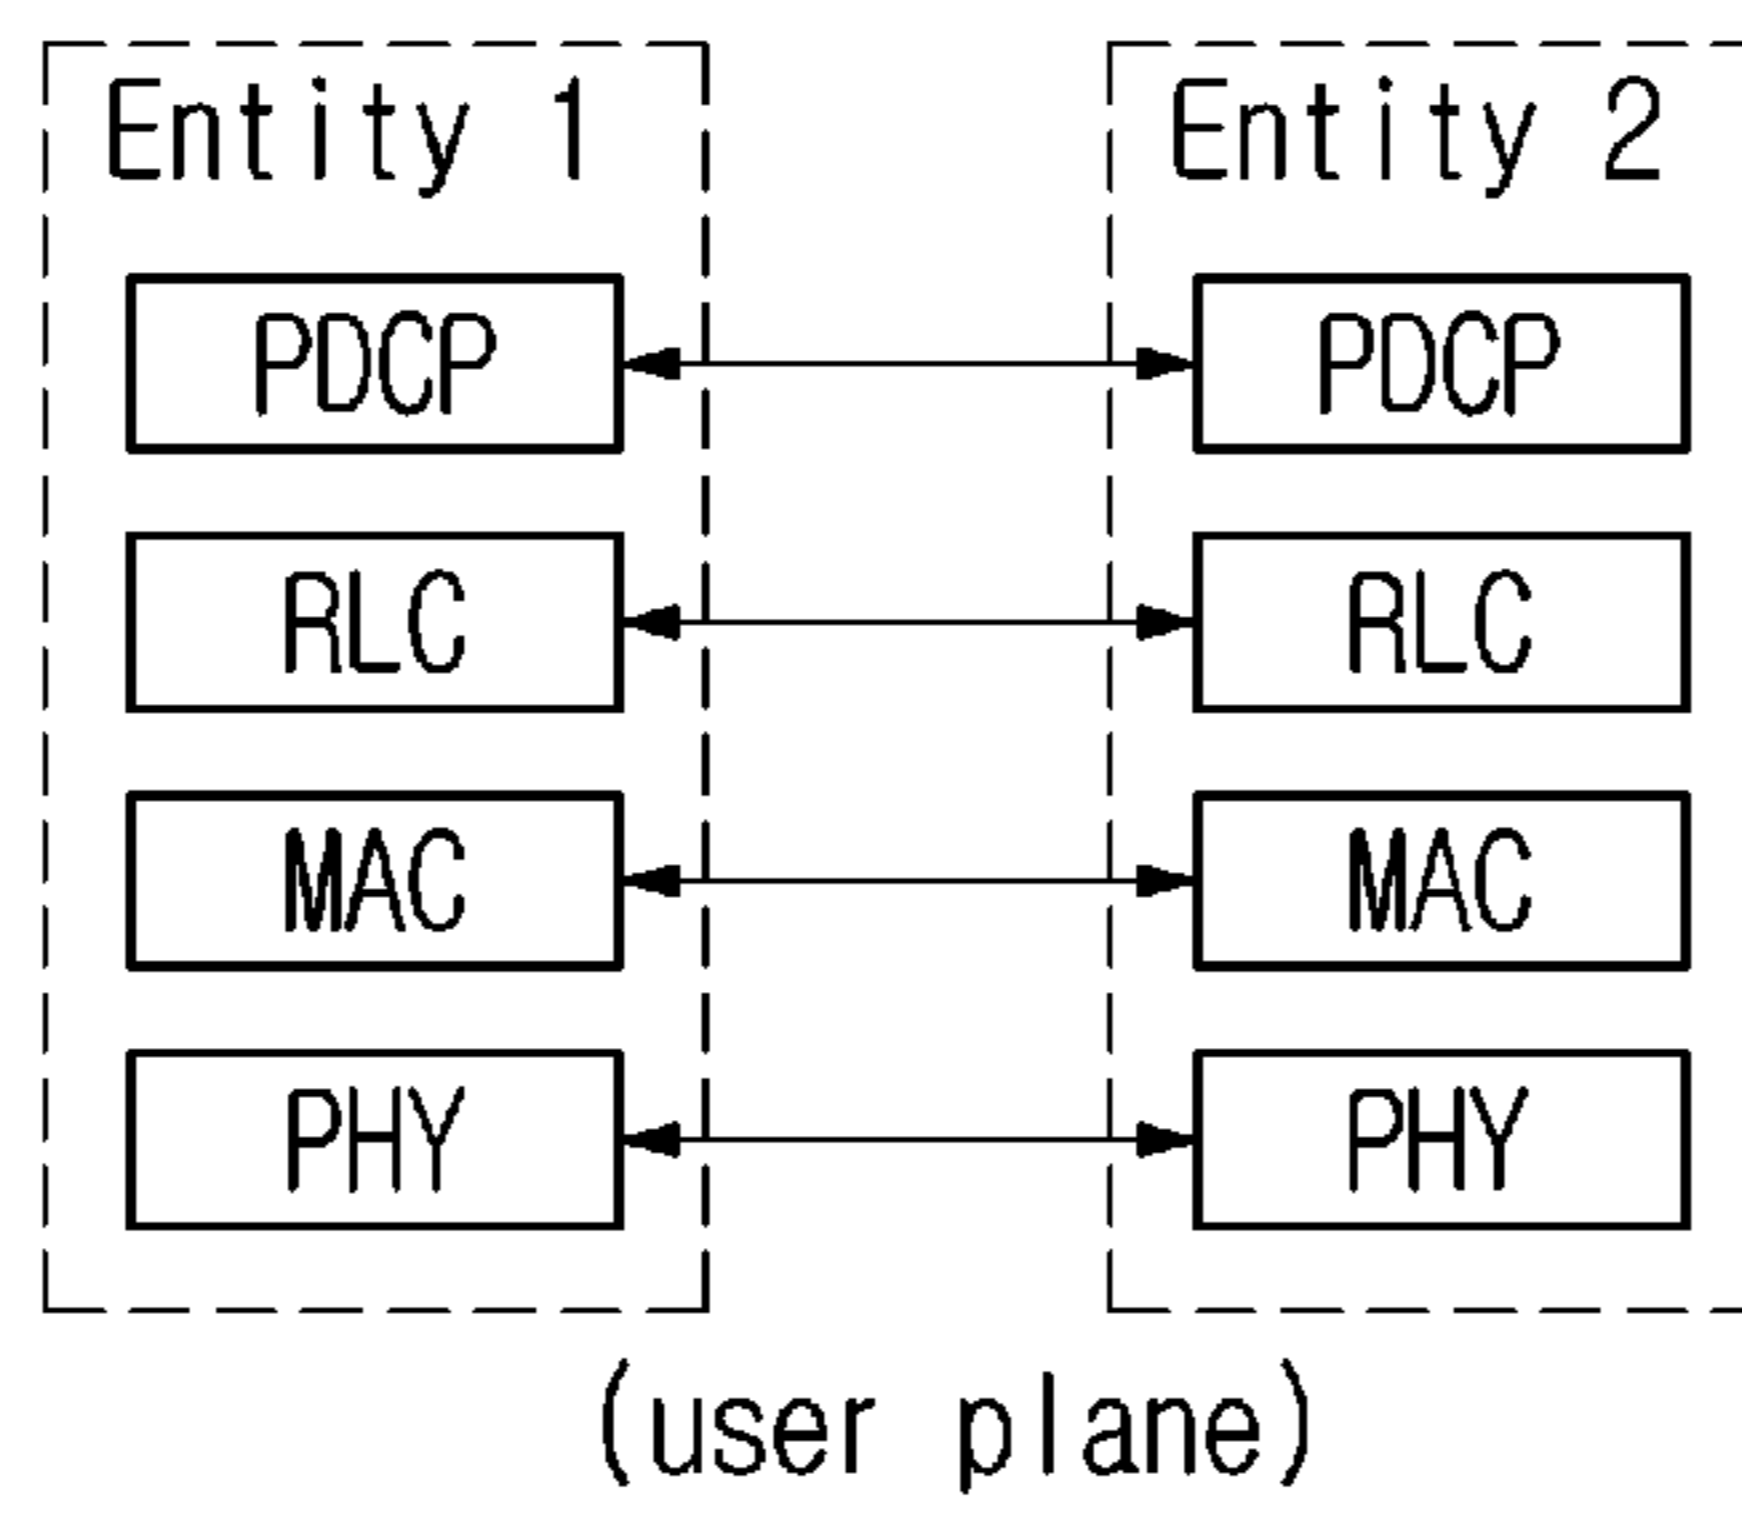 Entity 1 Entity 2
PDCP PDCP
RLC RLC
MAC MAC
PHY PHY
(user plane)